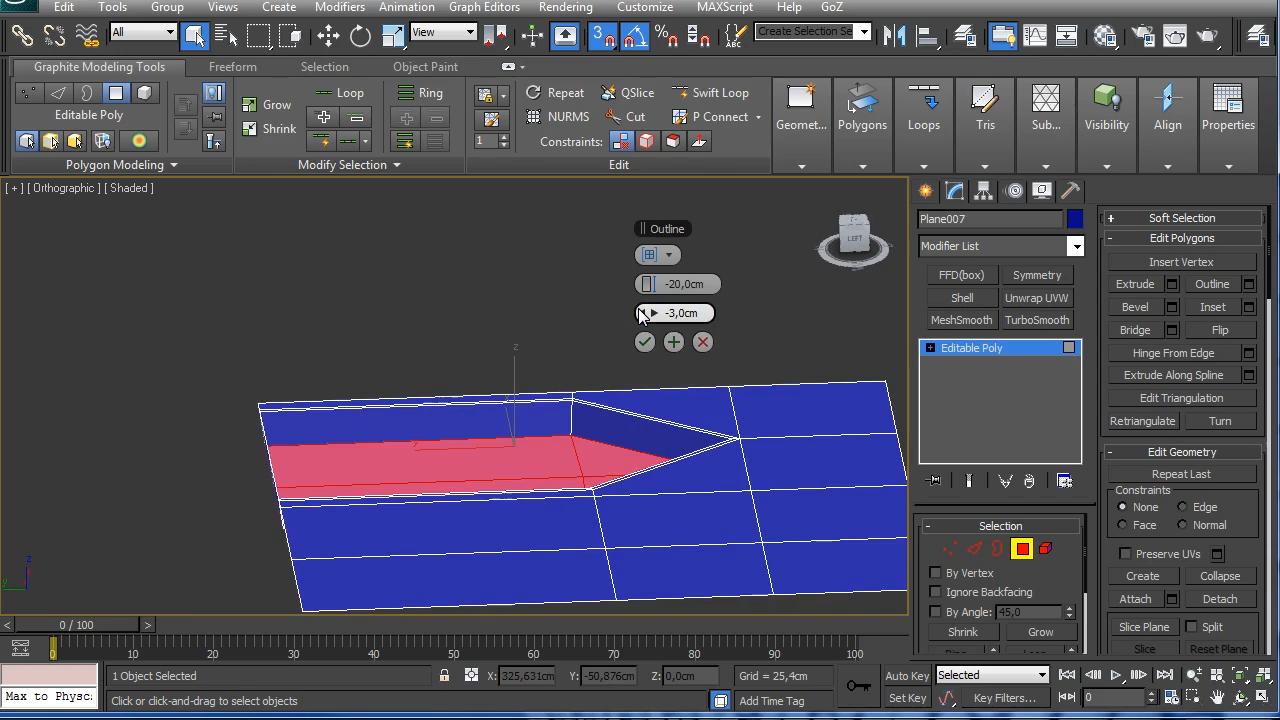 Edit Tools Group Views Create Modifiers Animation Graph Editors Rendering Customize MAXScript Help GoZ
All View 3 Create Selection Se
Graphite Modeling Tools Freeform Selection Object Paint
Loop Ring Repeat QSlice Swift Loop
Grow NURMS Cut P Connect
Editable Poly Shrink 1 Constraints:
Geomet... Polygons Loops Tris Sub... Visibility Align Properties
Polygon Modeling Modify Selection Edit
[ + ] [ Orthographic ] [ Shaded ]
Outline
-20,0cm
-3,0cm
LEFT
z
y
z
y
Plane007
Modifier List
FFD(box) Symmetry
Shell Unwrap UVW
MeshSmooth TurboSmooth
Editable Poly
Selection
By Vertex
Ignore Backfacing
By Angle: 45,0
Shrink Grow
Soft Selection
Edit Polygons
Insert Vertex
Extrude Outline
Bevel Inset
Bridge Flip
Hinge From Edge
Extrude Along Spline
Edit Triangulation
Retriangulate Turn
Edit Geometry
Repeat Last
Constraints
None Edge
Face Normal
Preserve UVs
Create Collapse
Attach Detach
Slice Plane Split
Slice Reset Plane
< 0 / 100 >
0 10 20 30 40 50 60 70 80 90 100
1 Object Selected X: 325,631cm Y: -50,876cm Z: 0,0cm Grid = 25,4cm Auto Key Selected
Max to Physc: Click or click-and-drag to select objects Add Time Tag Set Key Key Filters... 0